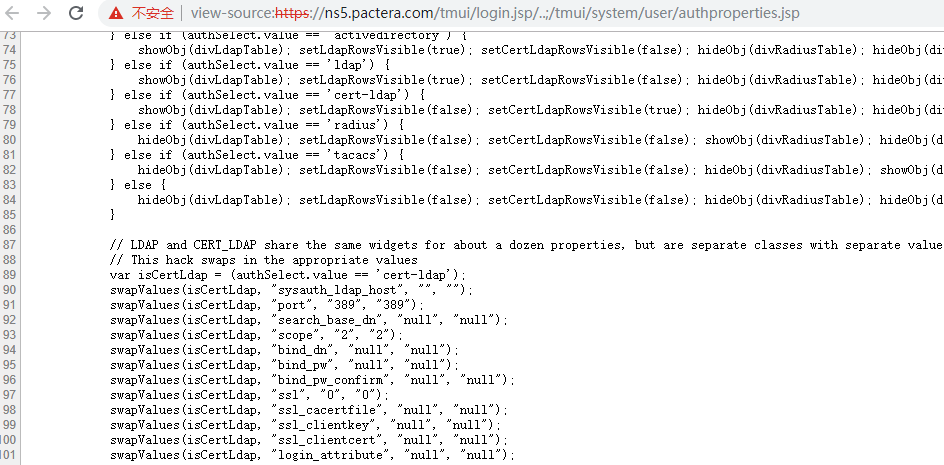 不安全 | view-source:https://ns5.pactera.com/tmui/login.jsp/..;/tmui/system/user/authproperties.jsp
73 } else if (authSelect.value == 'activedirectory') {
74 showObj(divLdapTable); setLdapRowsVisible(true); setCertLdapRowsVisible(false); hideObj(divRadiusTable); hideObj(di
75 } else if (authSelect.value == 'ldap') {
76 showObj(divLdapTable); setLdapRowsVisible(true); setCertLdapRowsVisible(false); hideObj(divRadiusTable); hideObj(di
77 } else if (authSelect.value == 'cert-ldap') {
78 showObj(divLdapTable); setLdapRowsVisible(false); setCertLdapRowsVisible(true); hideObj(divRadiusTable); hideObj(di
79 } else if (authSelect.value == 'radius') {
80 hideObj(divLdapTable); setLdapRowsVisible(false); setCertLdapRowsVisible(false); showObj(divRadiusTable); hideObj(d
81 } else if (authSelect.value == 'tacacs') {
82 hideObj(divLdapTable); setLdapRowsVisible(false); setCertLdapRowsVisible(false); hideObj(divRadiusTable); showObj(d
83 } else {
84 hideObj(divLdapTable); setLdapRowsVisible(false); setCertLdapRowsVisible(false); hideObj(divRadiusTable); hideObj(d
85 }
86
87 // LDAP and CERT_LDAP share the same widgets for about a dozen properties, but are separate classes with separate value
88 // This hack swaps in the appropriate values
89 var isCertLdap = (authSelect.value == 'cert-ldap');
90 swapValues(isCertLdap, "sysauth_ldap_host", "", "");
91 swapValues(isCertLdap, "port", "389", "389");
92 swapValues(isCertLdap, "search_base_dn", "null", "null");
93 swapValues(isCertLdap, "scope", "2", "2");
94 swapValues(isCertLdap, "bind_dn", "null", "null");
95 swapValues(isCertLdap, "bind_pw", "null", "null");
96 swapValues(isCertLdap, "bind_pw_confirm", "null", "null");
97 swapValues(isCertLdap, "ssl", "0", "0");
98 swapValues(isCertLdap, "ssl_cacertfile", "null", "null");
99 swapValues(isCertLdap, "ssl_clientkey", "null", "null");
100 swapValues(isCertLdap, "ssl_clientcert", "null", "null");
101 swapValues(isCertLdap, "login_attribute", "null", "null");